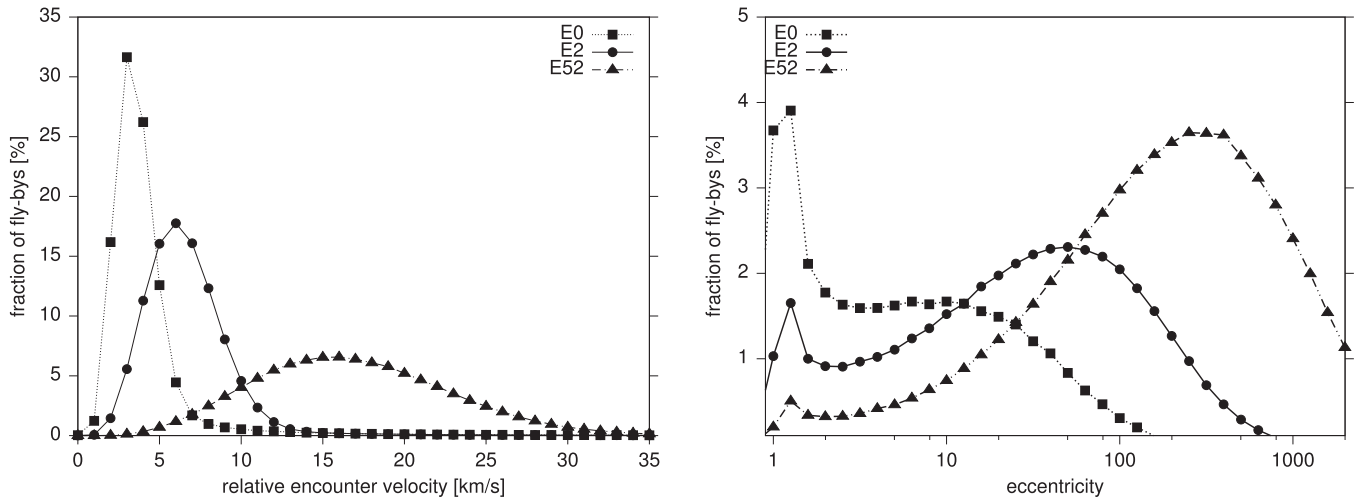 fraction of fly-bys [%]
35
30
25
20
15
10
5
0
E0
E2
E52
0 5 10 15 20 25 30 35
relative encounter velocity [km/s]
fraction of fly-bys [%]
5
4
3
2
1
E0
E2
E52
1 10 100 1000
eccentricity